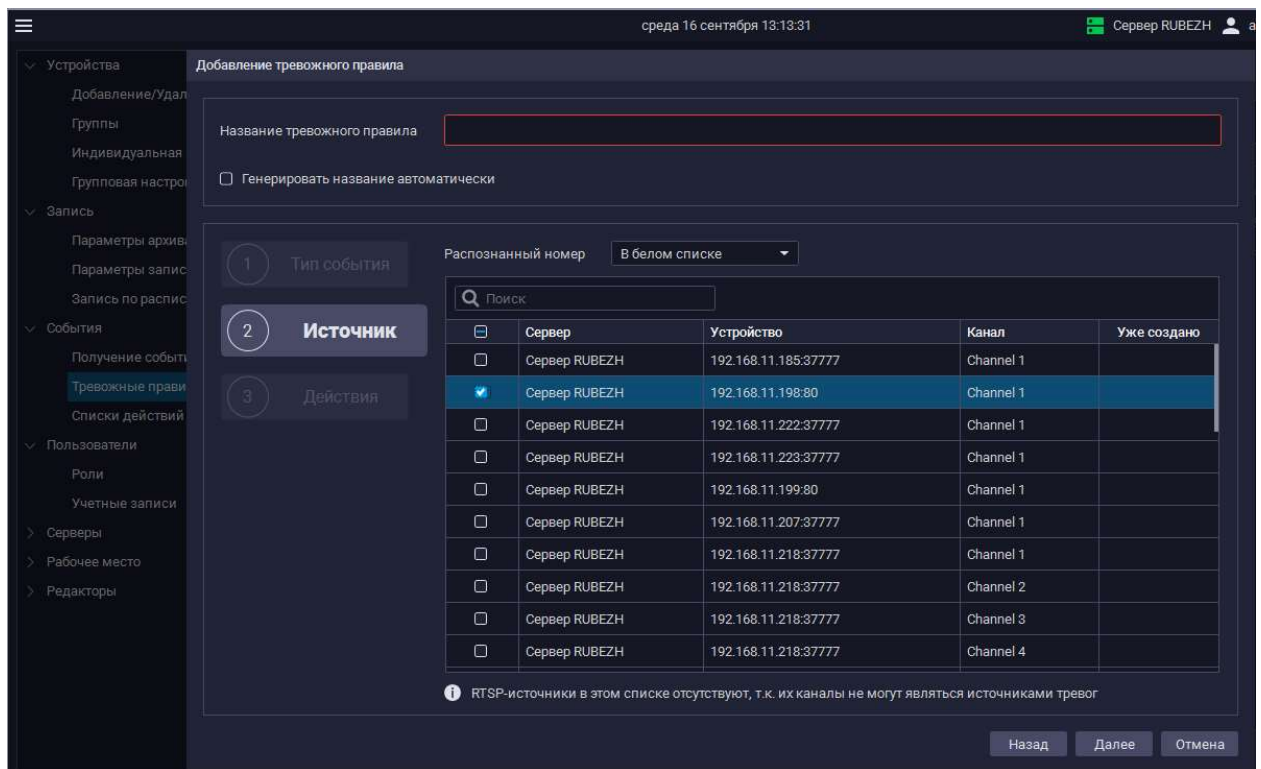 среда 16 сентября 13:13:31
Сервер RUBEZH
Устройства
Добавление/Удал
Группы
Индивидуальная
Групповая настрой
Запись
Параметры архив
Параметры запис
Запись по распис
События
Получение событи
Тревожные прави
Списки действий
Пользователи
Роли
Учетные записи
Серверы
Рабочее место
Редакторы
Добавление тревожного правила
Название тревожного правила
Генерировать название автоматически
1 Тип события
2 Источник
3 Действия
Распознанный номер В белом списке
Поиск
Сервер Устройство Канал Уже создано
Сервер RUBEZH 192.168.11.185:37777 Channel 1
Сервер RUBEZH 192.168.11.198:80 Channel 1
Сервер RUBEZH 192.168.11.222:37777 Channel 1
Сервер RUBEZH 192.168.11.223:37777 Channel 1
Сервер RUBEZH 192.168.11.199:80 Channel 1
Сервер RUBEZH 192.168.11.207:37777 Channel 1
Сервер RUBEZH 192.168.11.218:37777 Channel 1
Сервер RUBEZH 192.168.11.218:37777 Channel 2
Сервер RUBEZH 192.168.11.218:37777 Channel 3
Сервер RUBEZH 192.168.11.218:37777 Channel 4
RTSP-источники в этом списке отсутствуют, т.к. их каналы не могут являться источниками тревог
Назад Далее Отмена